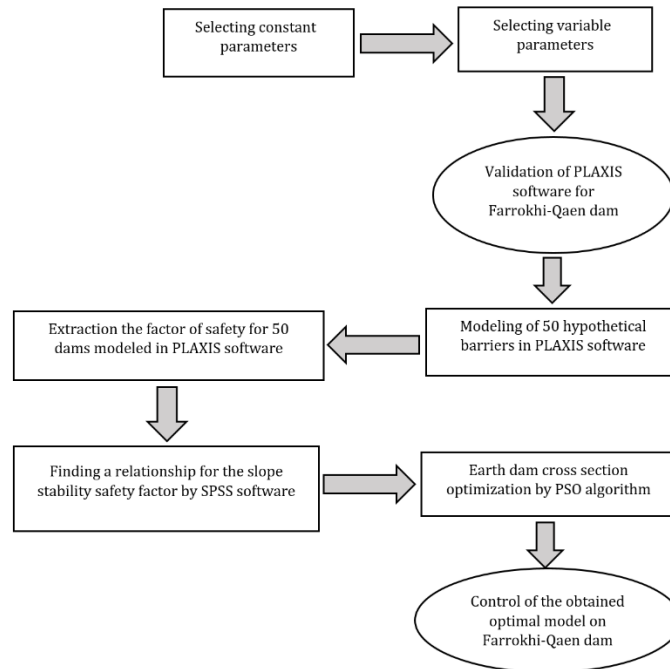 Selecting constant
parameters
Selecting variable
parameters
Validation of PLAXIS
software for
Farrokhi-Qaen dam
Modeling of 50 hypothetical
barriers in PLAXIS software
Extraction the factor of safety for 50
dams modeled in PLAXIS software
Finding a relationship for the slope
stability safety factor by SPSS software
Earth dam cross section
optimization by PSO algorithm
Control of the obtained
optimal model on
Farrokhi-Qaen dam